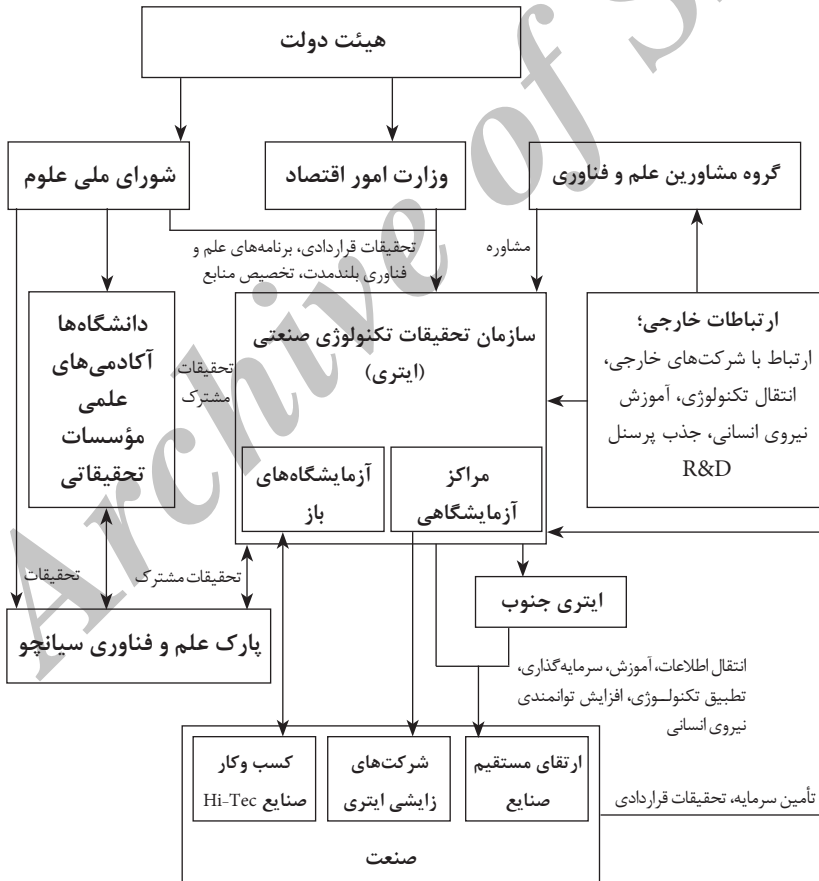 هیئت دولت
شورای ملی علوم
وزارت امور اقتصاد
گروه مشاورین علم و فناوری
تحقیقات قراردادی، برنامه‌های علم و
فناوری بلندمدت، تخصیص منابع
مشاوره
دانشگاه‌ها
آکادمی‌های
علمی
مؤسسات
تحقیقاتی
تحقیقات
مشترک
سازمان تحقیقات تکنولوژی صنعتی
(ایتری)
ارتباطات خارجی؛
ارتباط با شرکت‌های خارجی،
انتقال تکنولوژی، آموزش
نیروی انسانی، جذب پرسنل
R&D
آزمایشگاه‌های
باز
مراکز
آزمایشگاهی
تحقیقات
تحقیقات مشترک
ایتری جنوب
پارک علم و فناوری سیانچو
انتقال اطلاعات، آموزش، سرمایه‌گذاری،
تطبیق تکنولـوژی، افزایش توانمندی
نیروی انسانی
کسب وکار
صنایع Hi-Tec
شرکت‌های
زایشی ایتری
ارتقای مستقیم
صنایع
تأمین سرمایه، تحقیقات قراردادی
صنعت
Archive of S